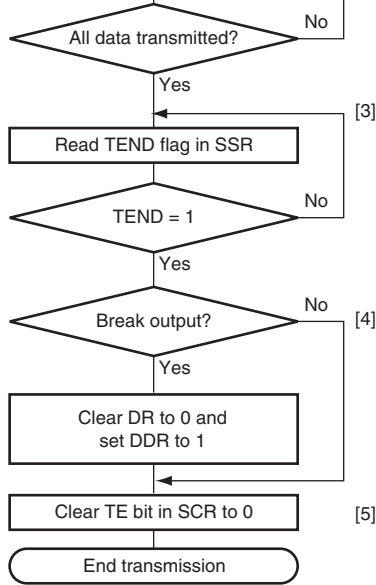 No
All data transmitted?
Yes
[3]
Read TEND flag in SSR
No
TEND = 1
Yes
No
Break output?
[4]
Yes
Clear DR to 0 and
set DDR to 1
Clear TE bit in SCR to 0
[5]
End transmission